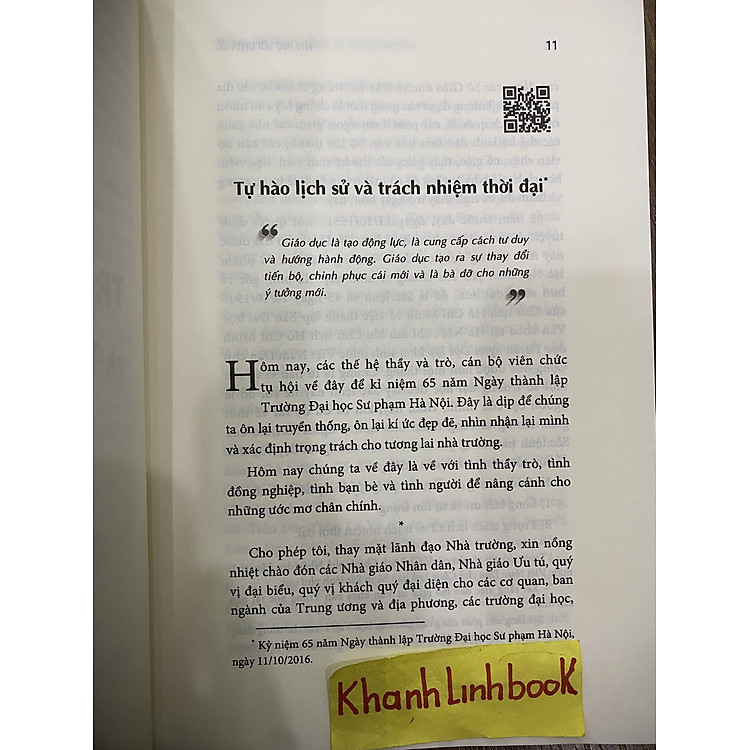 11
Tự hào lịch sử và trách nhiệm thời đại*
❝ Giáo dục là tạo động lực, là cung cấp cách tư duy
và hướng hành động. Giáo dục tạo ra sự thay đổi
tiến bộ, chinh phục cái mới và là bà đỡ cho những
ý tưởng mới. ❞
Hôm nay, các thế hệ thầy và trò, cán bộ viên chức
tụ hội về đây để kỉ niệm 65 năm Ngày thành lập
Trường Đại học Sư phạm Hà Nội. Đây là dịp để chúng
ta ôn lại truyền thống, ôn lại kí ức đẹp đẽ, nhìn nhận lại mình
và xác định trọng trách cho tương lai nhà trường.
Hôm nay chúng ta về đây là về với tình thầy trò, tình
đồng nghiệp, tình bạn bè và tình người để nâng cánh cho
những ước mơ chân chính.
*
Cho phép tôi, thay mặt lãnh đạo Nhà trường, xin nồng
nhiệt chào đón các Nhà giáo Nhân dân, Nhà giáo Ưu tú, quý
vị đại biểu, quý vị khách quý đại diện cho các cơ quan, ban
ngành của Trung ương và địa phương, các trường đại học,
* Kỷ niệm 65 năm Ngày thành lập Trường Đại học Sư phạm Hà Nội,
ngày 11/10/2016.
KhanhLinhbook